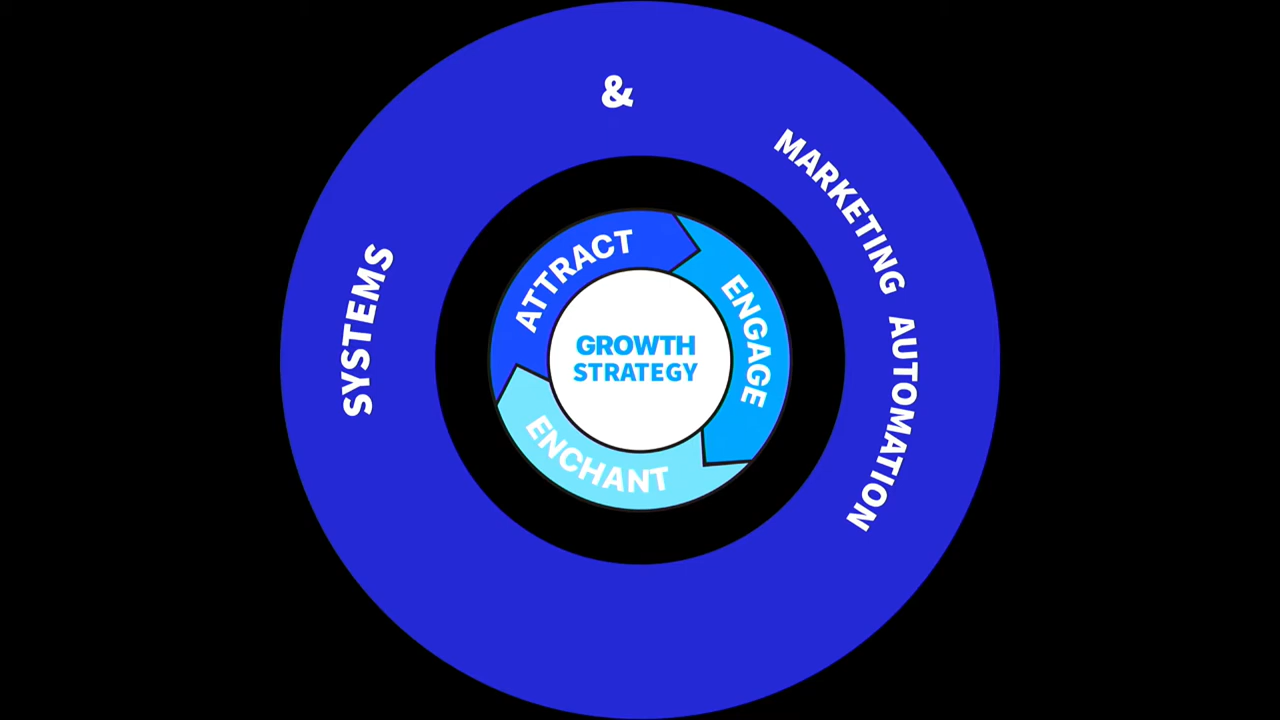 SYSTEMS
&
MARKETING AUTOMATION
ATTRACT
ENGAGE
ENCHANT
GROWTH
STRATEGY